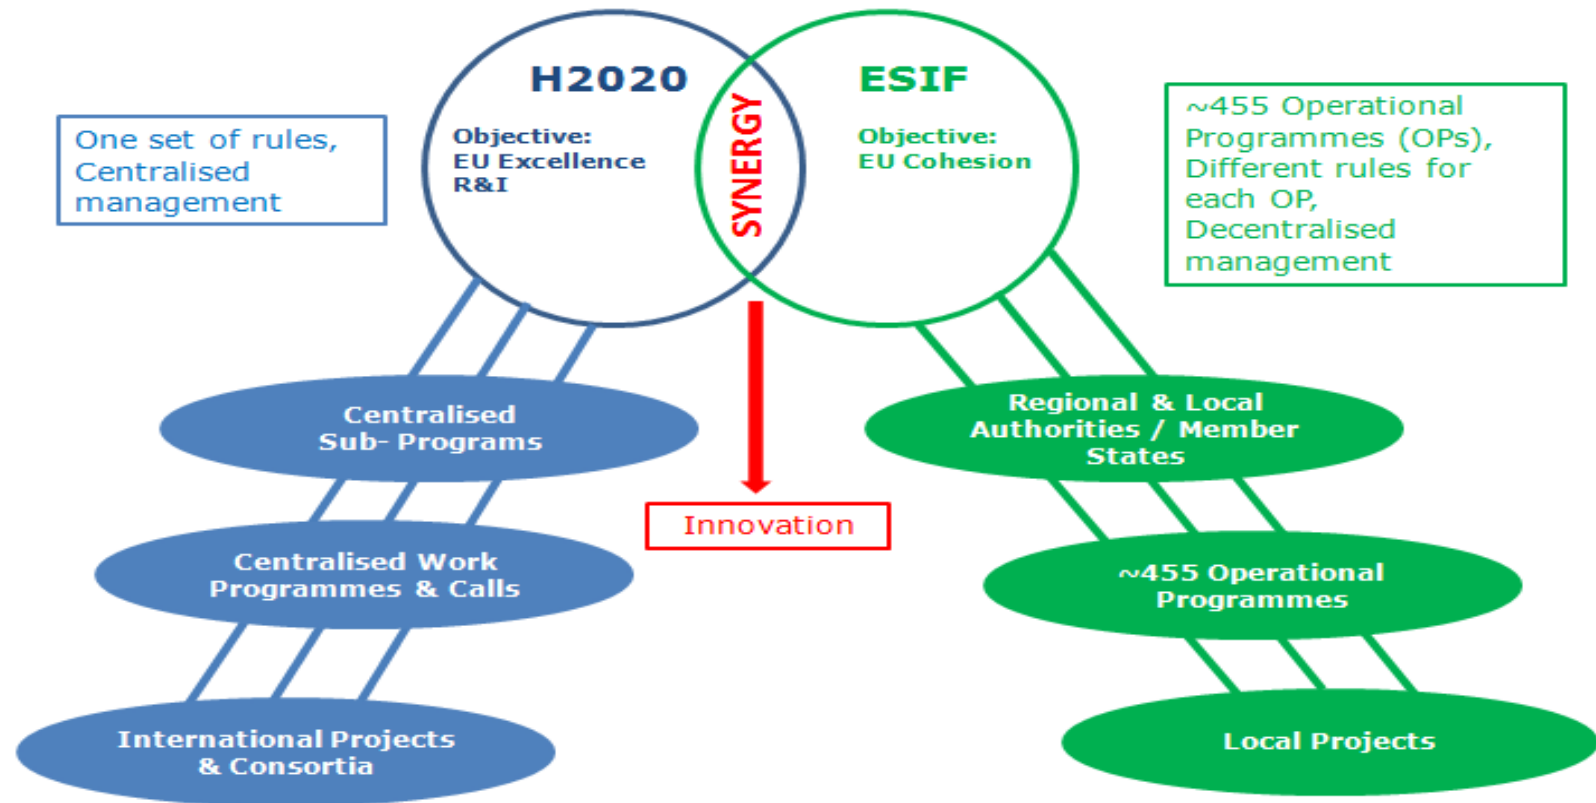 H2020
Objective:
EU Excellence
R&I
SYNERGY
ESIF
Objective:
EU Cohesion
One set of rules,
Centralised
management
~455 Operational
Programmes (OPs),
Different rules for
each OP,
Decentralised
management
Centralised
Sub- Programs
Regional & Local
Authorities / Member
States
Innovation
Centralised Work
Programmes & Calls
~455 Operational
Programmes
International Projects
& Consortia
Local Projects